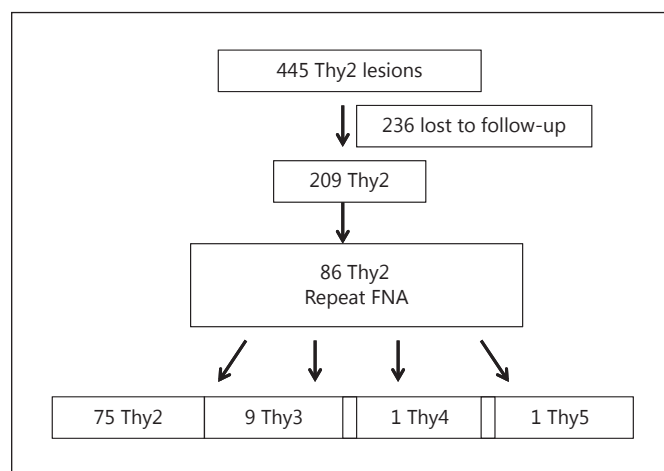 445 Thy2 lesions
236 lost to follow-up
209 Thy2
86 Thy2
Repeat FNA
75 Thy2
9 Thy3
1 Thy4
1 Thy5